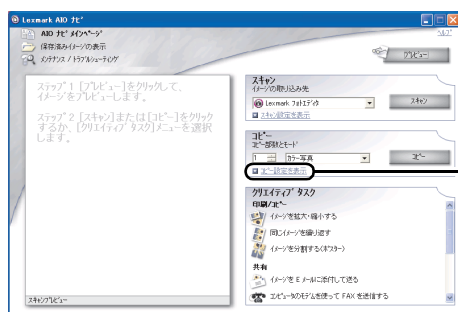 Lexmark AIO ナビ
AIO ナビ メインページ
保存済みイメージの表示
メンテナンス / トラブルシューティング
ヘルプ
プレビュー
ステップ 1 [プレビュー]をクリックして、
イメージをプレビューします。
ステップ 2 [スキャン]または[コピー]をクリック
するか、[クリエイティブ タスク]メニューを選択
します。
スキャン/プレビュー
スキャン
イメージの取り込み先
Lexmark フォトエディタ
スキャン
スキャン設定を表示
コピー
コピー部数とモード
1
カラー写真
コピー
コピー設定を表示
クリエイティブ タスク
印刷/コピー
イメージを拡大・縮小する
同じイメージを繰り返す
イメージを分割する(ポスター)
共有
イメージを E メールに添付して送る
コンピュータのモデムを使って FAX を送信する